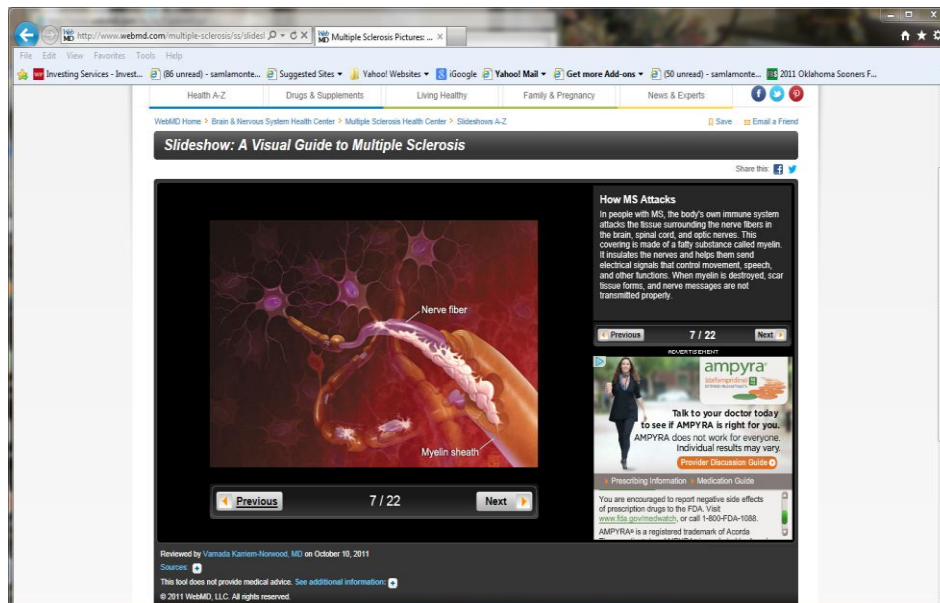 http://www.webmd.com/multiple-sclerosis/ss/slidesl
Multiple Sclerosis Pictures: ...
File Edit View Favorites Tools Help
Investing Services - Invest...
(86 unread) - samlamonte...
Suggested Sites
Yahoo! Websites
iGoogle
Yahoo! Mail
Get more Add-ons
(50 unread) - samlamonte...
2011 Oklahoma Sooners F...
Health A-Z
Drugs & Supplements
Living Healthy
Family & Pregnancy
News & Experts
WebMD Home > Brain & Nervous System Health Center > Multiple Sclerosis Health Center > Slideshows A-Z
Save
Email a Friend
Slideshow: A Visual Guide to Multiple Sclerosis
Share this:
Nerve fiber
Myelin sheath
Previous
7 / 22
Next
How MS Attacks
In people with MS, the body's own immune system
attacks the tissue surrounding the nerve fibers in
the brain, spinal cord, and optic nerves. This
covering is made of a fatty substance called myelin.
It insulates the nerves and helps them send
electrical signals that control movement, speech,
and other functions. When myelin is destroyed, scar
tissue forms, and nerve messages are not
transmitted properly.
Previous
7 / 22
Next
ADVERTISEMENT
ampyra
Talk to your doctor today
to see if AMPYRA is right for you.
AMPYRA does not work for everyone.
Individual results may vary.
Provider Discussion Guide
Prescribing Information
Medication Guide
You are encouraged to report negative side effects
of prescription drugs to the FDA. Visit
www.fda.gov/medwatch, or call 1-800-FDA-1088.
AMPYRA® is a registered trademark of Acorda
Reviewed by Varnada Karriem-Norwood, MD on October 10, 2011
Sources:
This tool does not provide medical advice. See additional information:
© 2011 WebMD, LLC. All rights reserved.